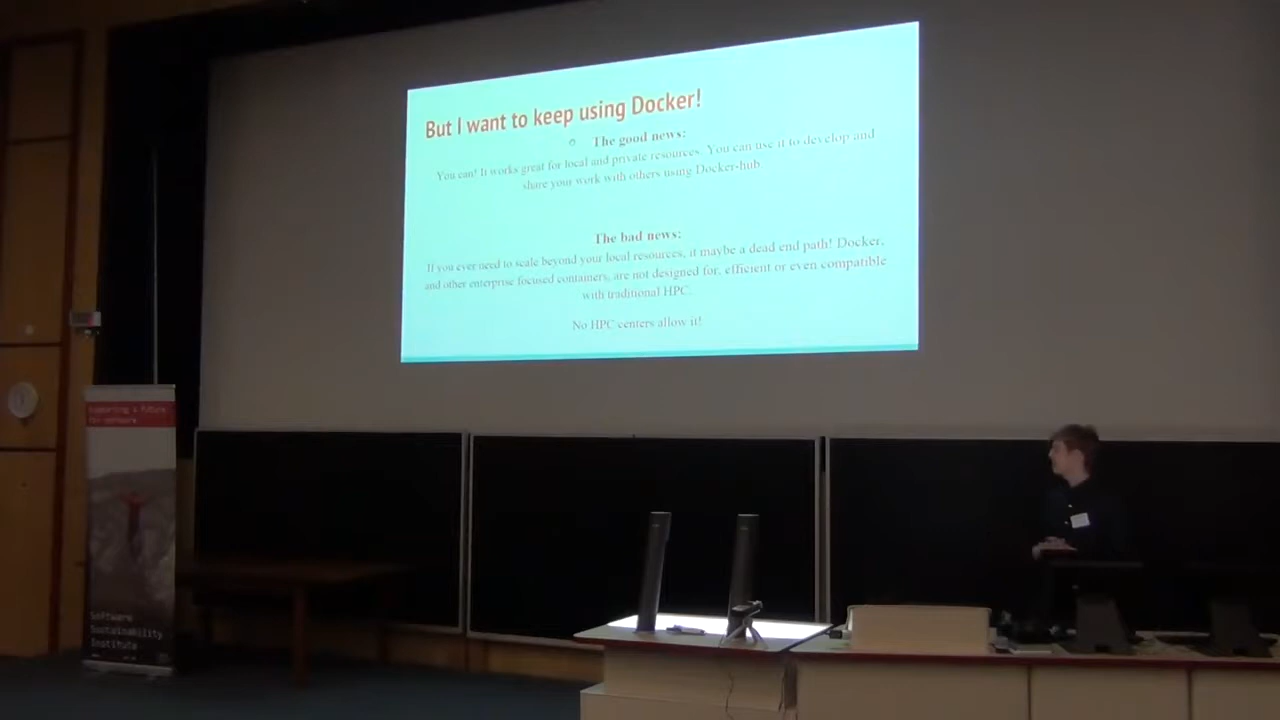 But I want to keep using Docker!
The good news:
You can! It works great for local and private resources. You can use it to develop and
share your work with others using Docker-hub.
The bad news:
If you ever need to scale beyond your local resources, it maybe a dead end path! Docker,
and other enterprise focused containers, are not designed for, efficient or even compatible
with traditional HPC.
No HPC centers allow it!
Supporting a future
for software
Software
Sustainability
Institute